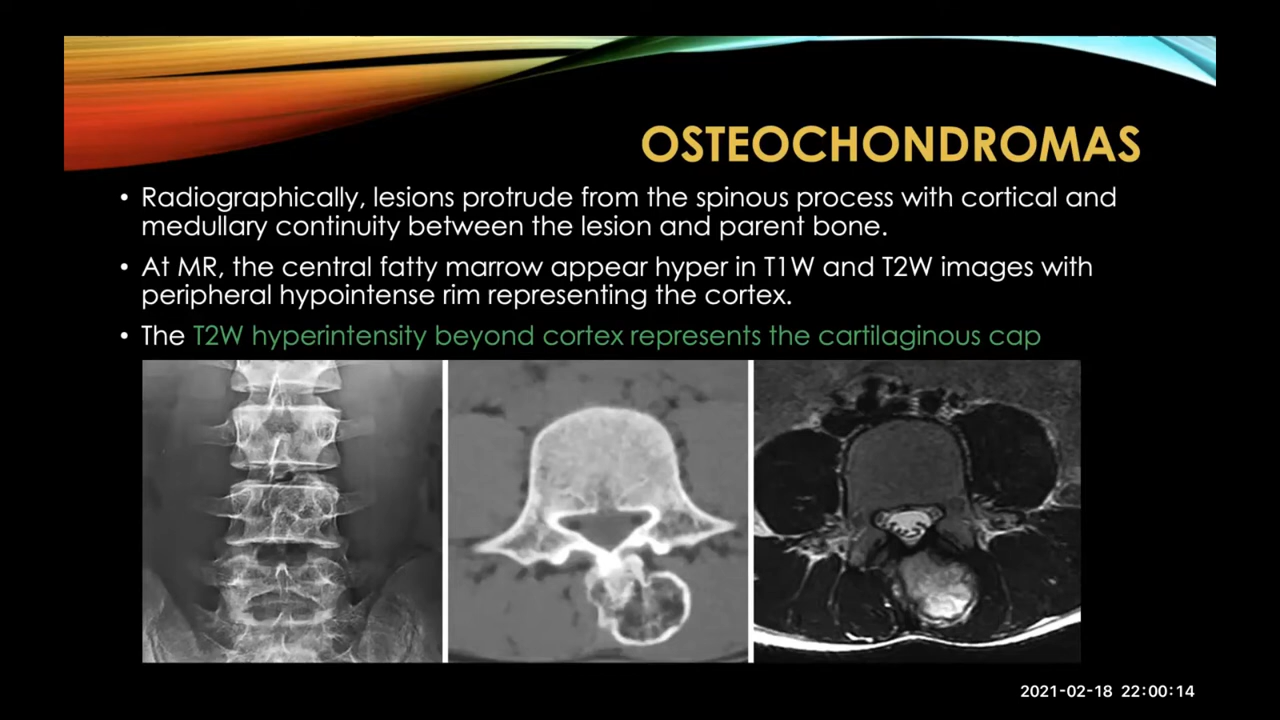 OSTEOCHONDROMAS
• Radiographically, lesions protrude from the spinous process with cortical and
medullary continuity between the lesion and parent bone.
• At MR, the central fatty marrow appear hyper in T1W and T2W images with
peripheral hypointense rim representing the cortex.
• The T2W hyperintensity beyond cortex represents the cartilaginous cap
2021-02-18 22:00:14